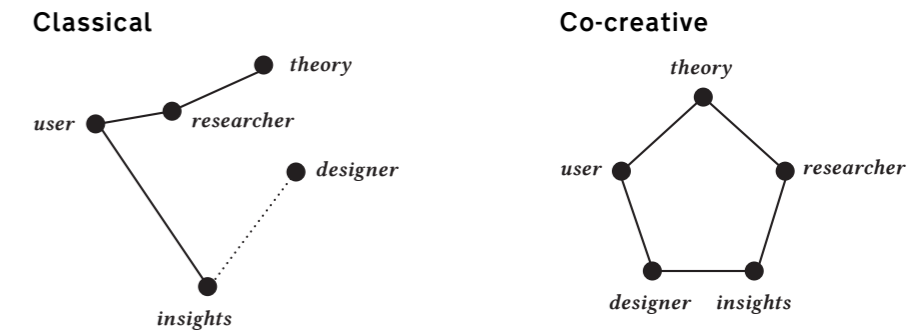 Classical
theory
researcher
user
designer
insights
Co-creative
theory
user
researcher
designer
insights